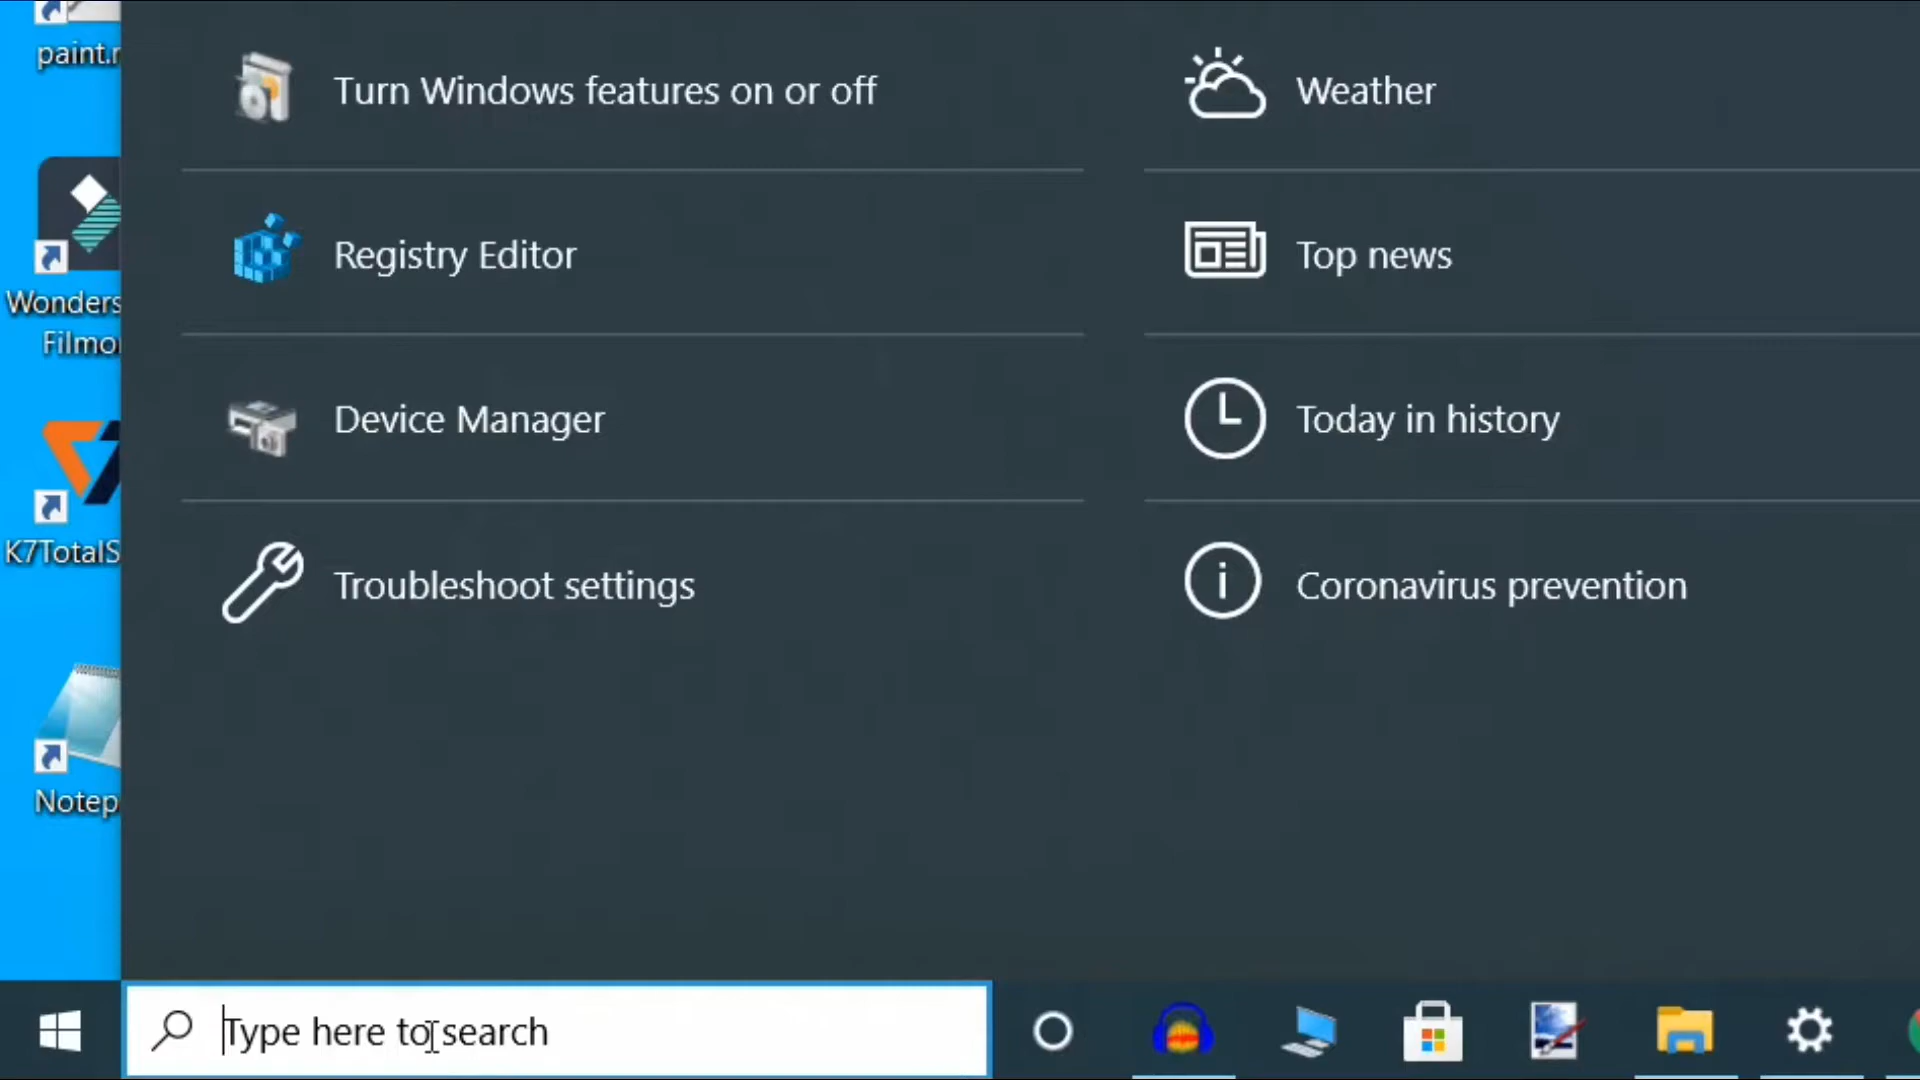 paint.
Turn Windows features on or off
Weather
Registry Editor
Top news
Wonders
Filmo
Device Manager
Today in history
K7TotalS
Troubleshoot settings
Coronavirus prevention
Notep
Type here to search